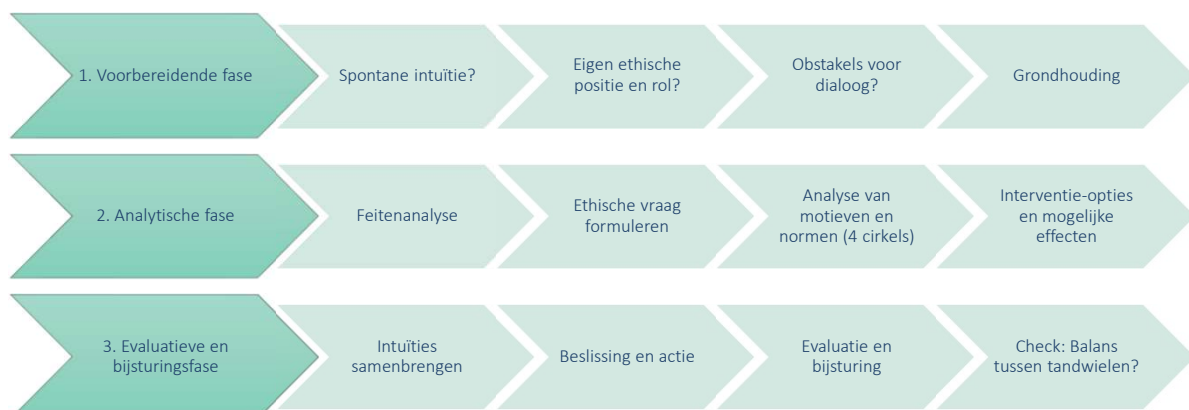 1. Voorbereidende fase
Spontane intuïtie?
Eigen ethische
positie en rol?
Obstakels voor
dialoog?
Grondhouding
2. Analytische fase
Feitenanalyse
Ethische vraag
formuleren
Analyse van
motieven en
normen (4 cirkels)
Interventie-opties
en mogelijke
effecten
3. Evaluatieve en
bijsturingsfase
Intuïties
samenbrengen
Beslissing en actie
Evaluatie en
bijsturing
Check: Balans
tussen tandwielen?